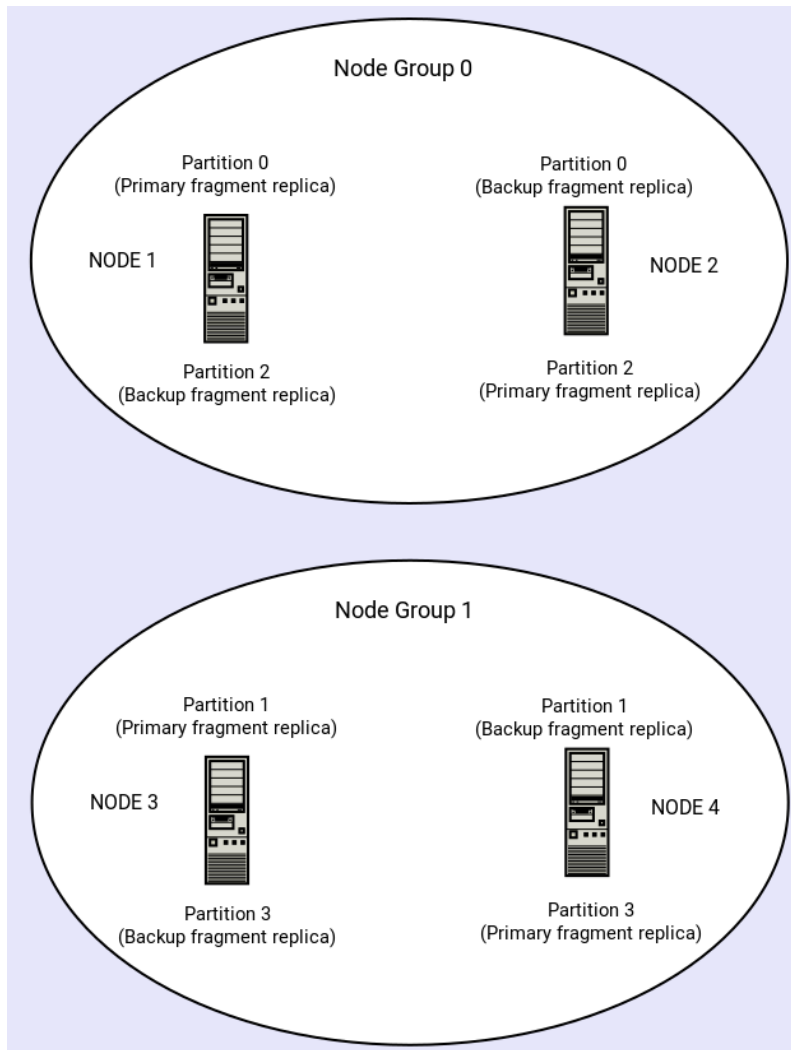 Node Group 0
Partition 0
(Primary fragment replica)
Partition 0
(Backup fragment replica)
NODE 1
NODE 2
Partition 2
(Backup fragment replica)
Partition 2
(Primary fragment replica)
Node Group 1
Partition 1
(Primary fragment replica)
Partition 1
(Backup fragment replica)
NODE 3
NODE 4
Partition 3
(Backup fragment replica)
Partition 3
(Primary fragment replica)